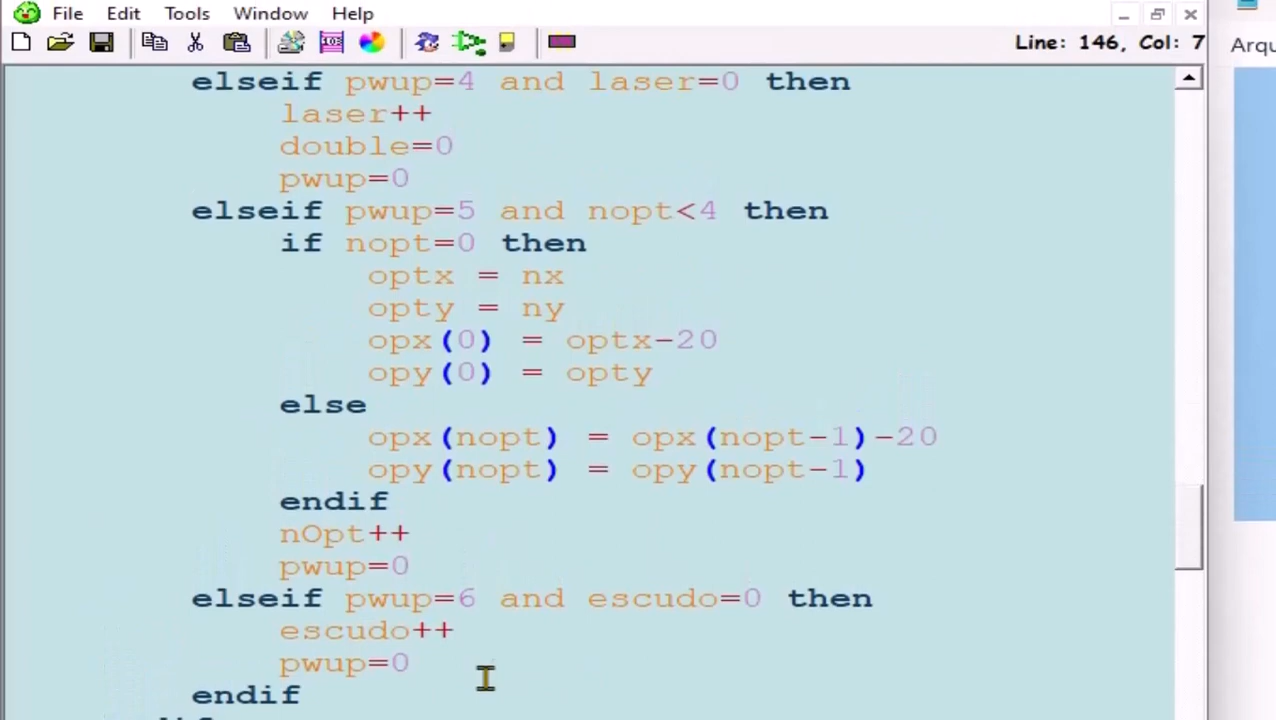 File Edit Tools Window Help
Line: 146, Col: 7
Arqu
elseif pwup=4 and laser=0 then
laser++
double=0
pwup=0
elseif pwup=5 and nopt<4 then
if nopt=0 then
optx = nx
opty = ny
opx(0) = optx-20
opy(0) = opty
else
opx(nopt) = opx(nopt-1)-20
opy(nopt) = opy(nopt-1)
endif
nOpt++
pwup=0
elseif pwup=6 and escudo=0 then
escudo++
pwup=0
endif